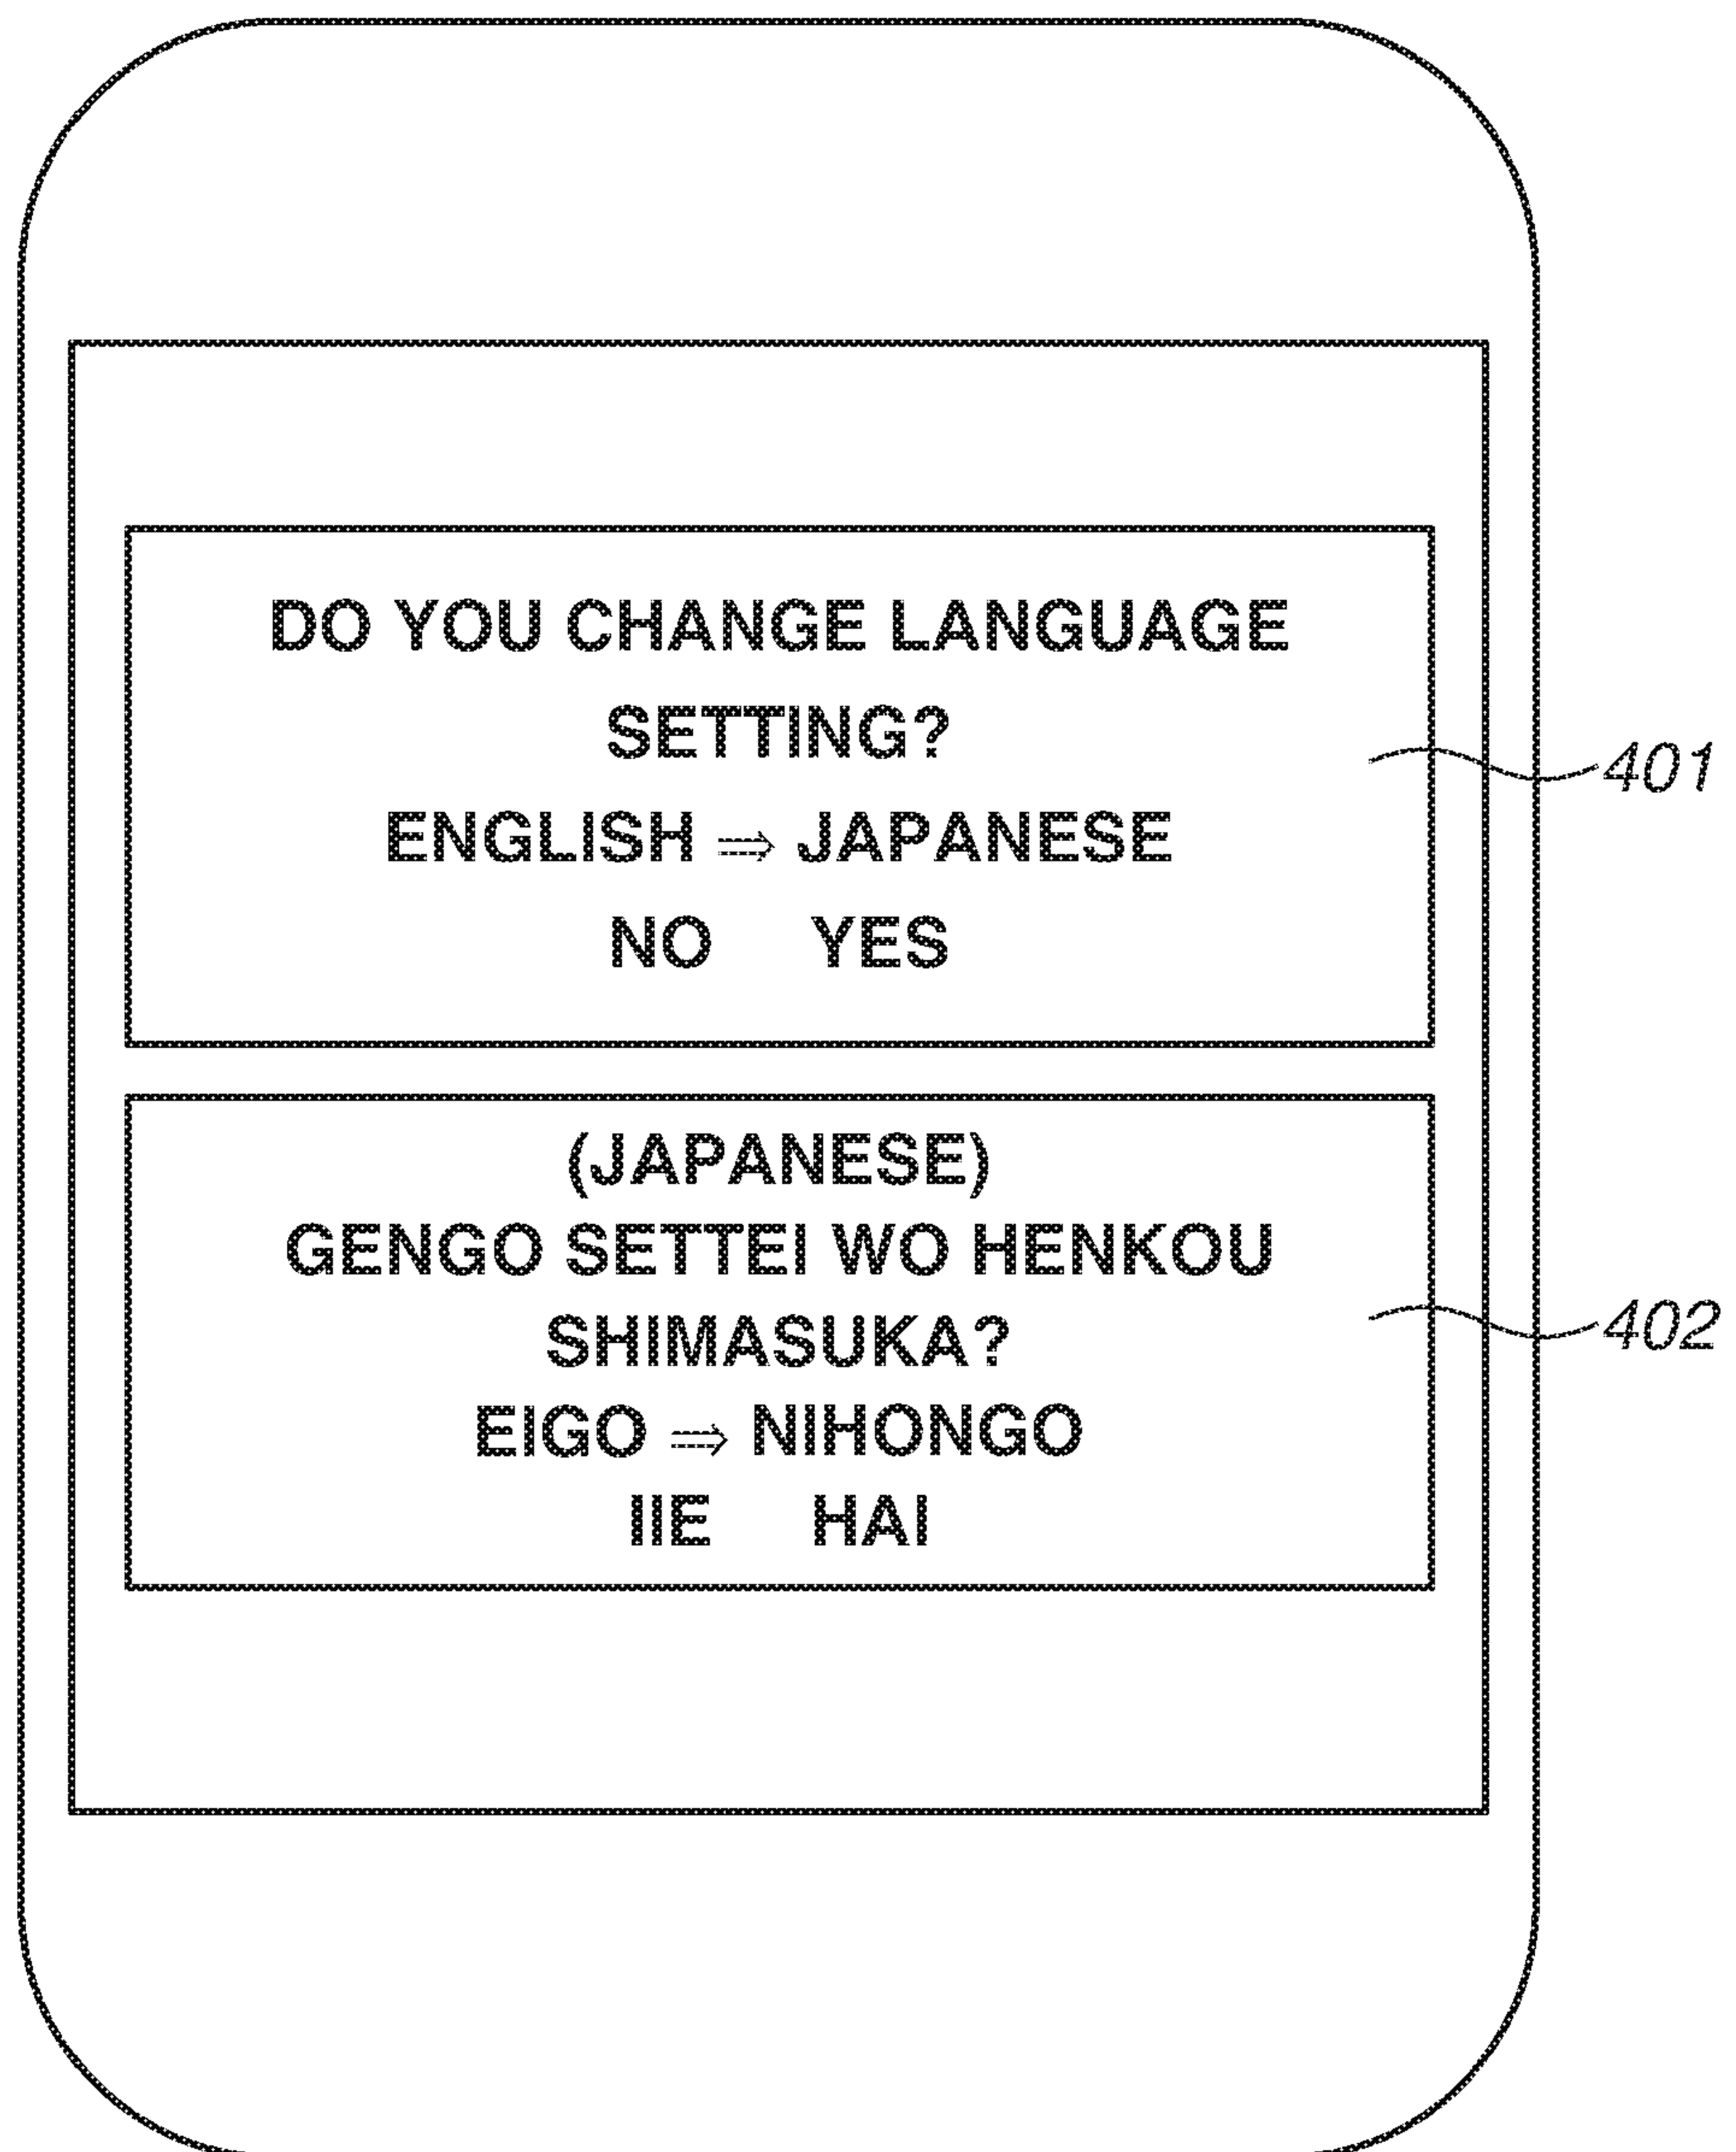 DO YOU CHANGE LANGUAGE
SETTING?
ENGLISH ⇒ JAPANESE
NO YES
401
(JAPANESE)
GENGO SETTEI WO HENKOU
SHIMASUKA?
EIGO ⇒ NIHONGO
IIE HAI
402